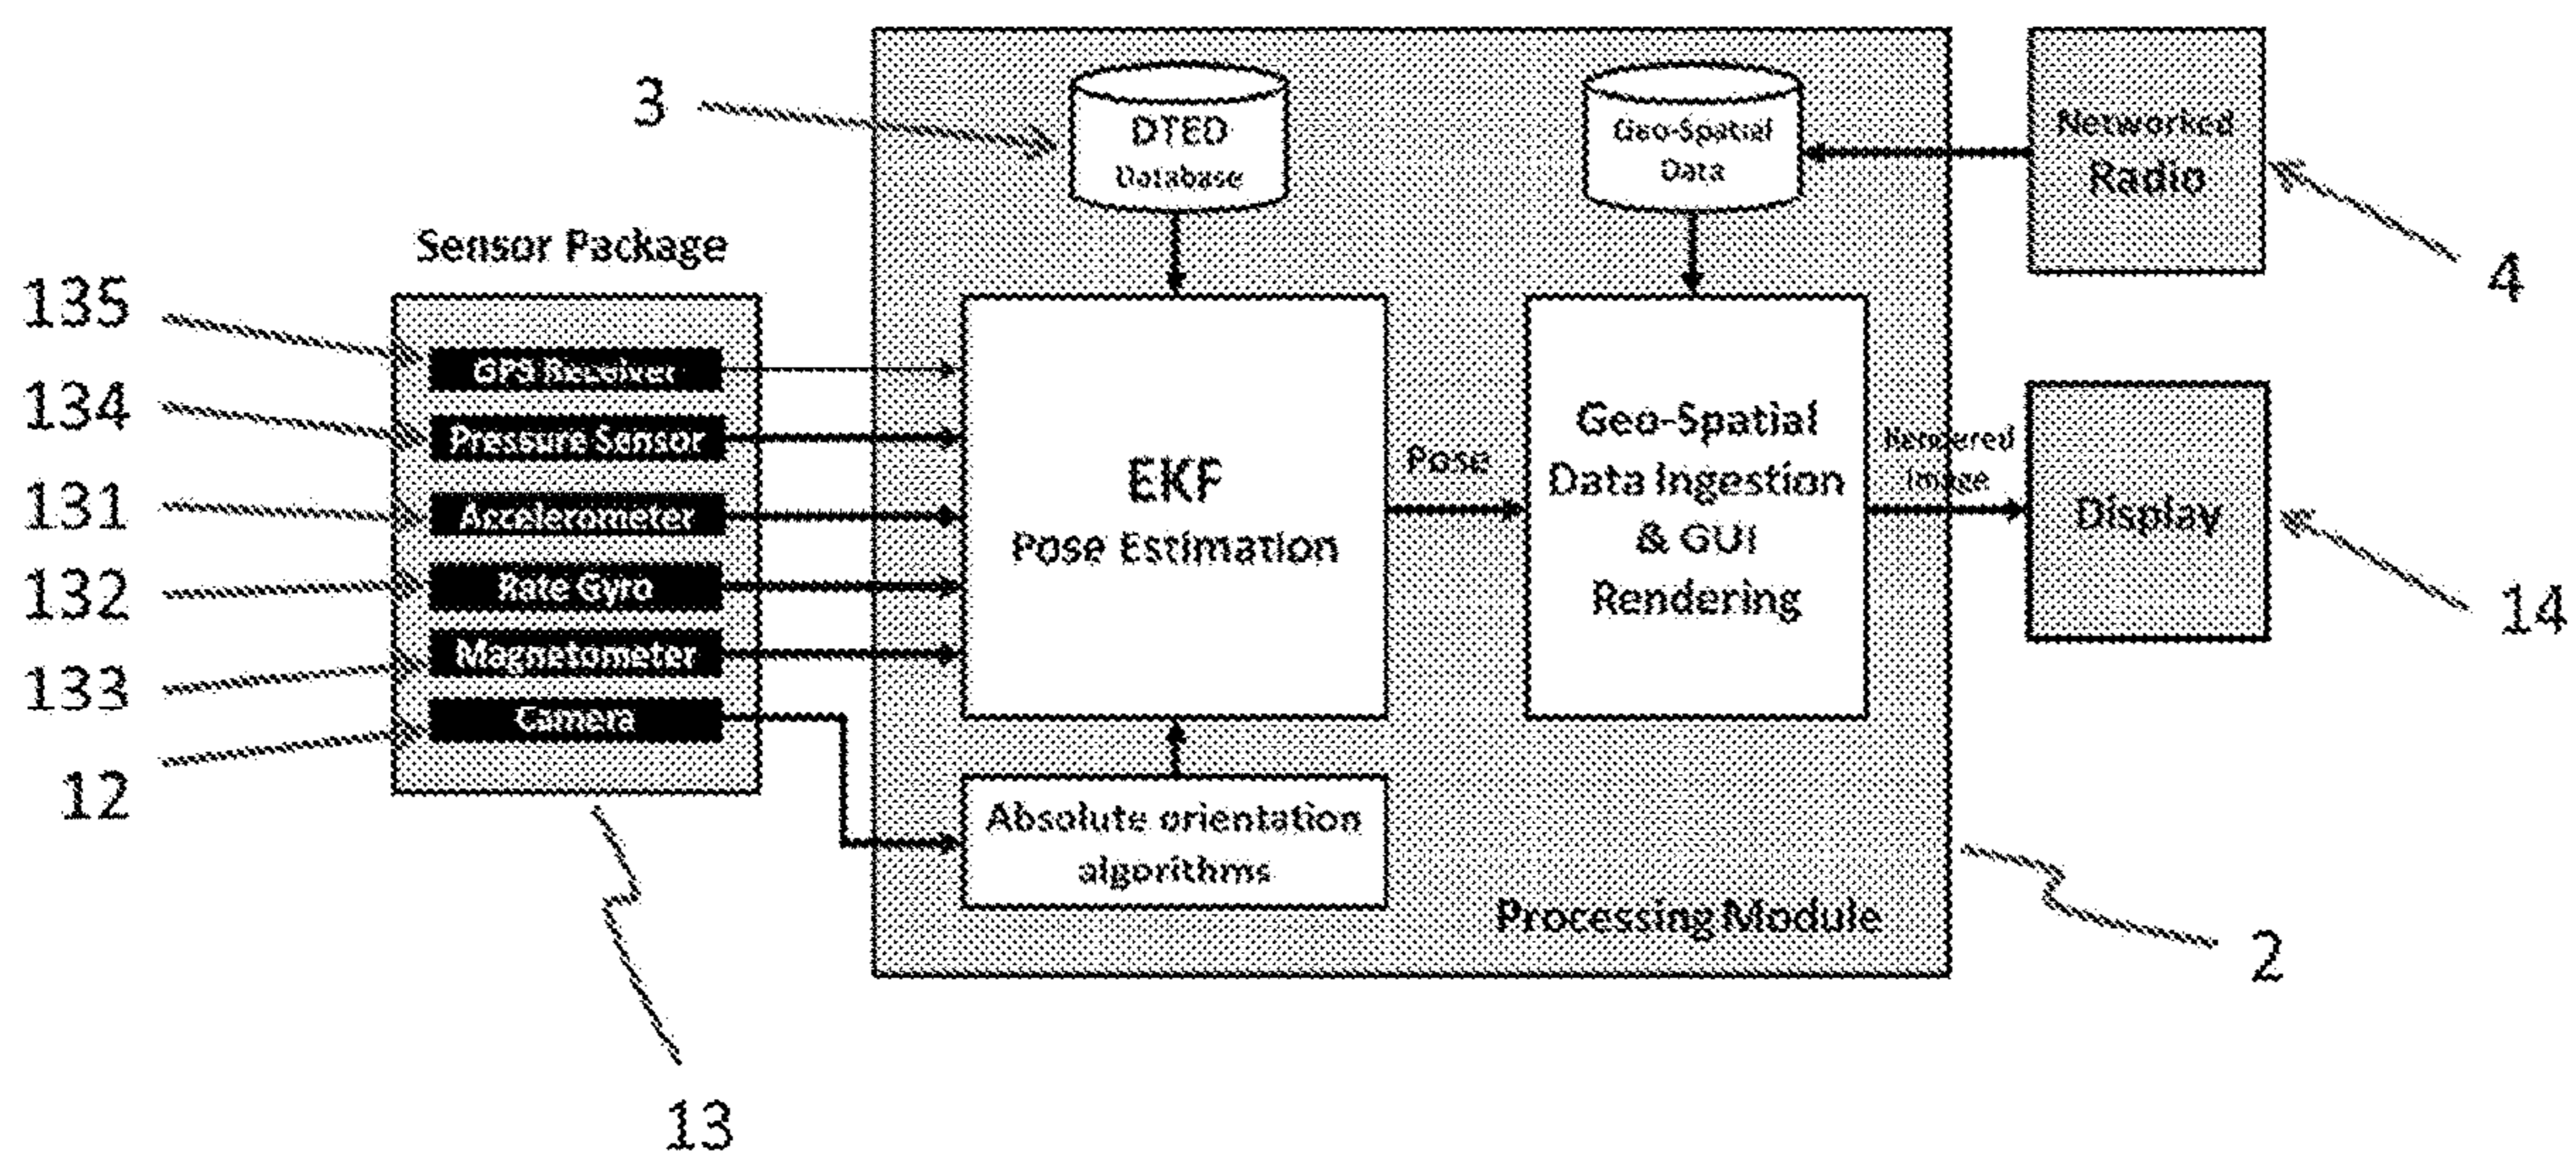 3
DTED
Database
Geo-Spatial
Data
Networked
Radio
4
Sensor Package
135
134
131
132
133
12
GPS Receiver
Pressure Sensor
Accelerometer
Rate Gyro
Magnetometer
Camera
EKF
Pose Estimation
Pose
Geo-Spatial
Data Ingestion
& GUI
Rendering
Rendered
Image
Display
14
Absolute orientation
algorithms
Processing Module
2
13